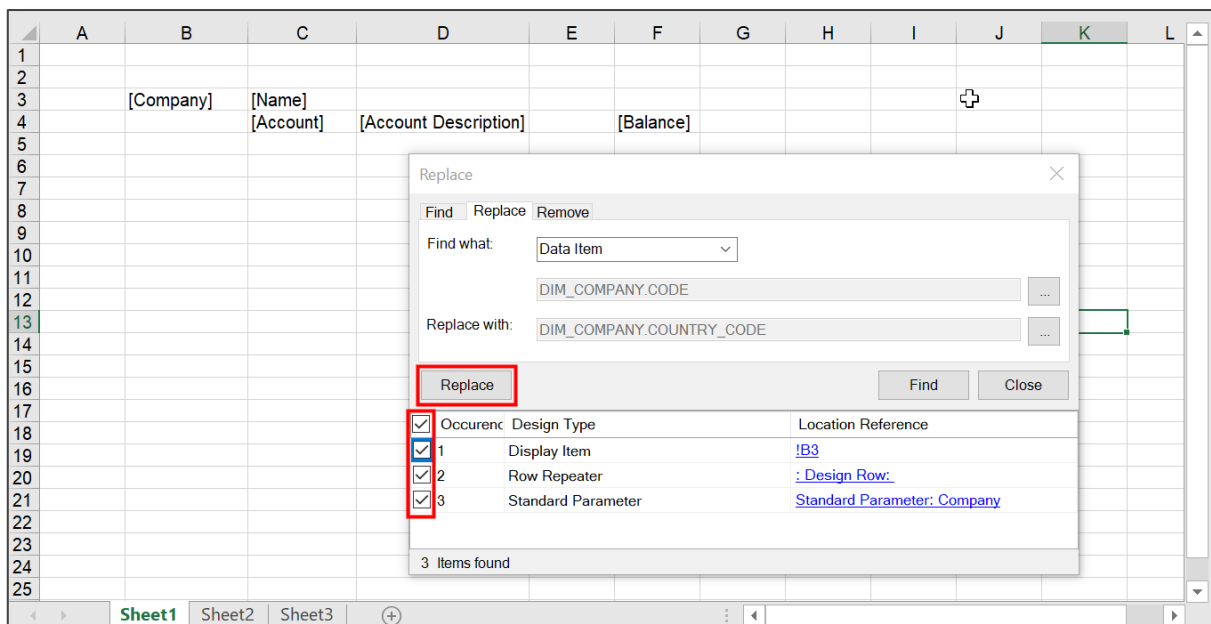 A B C D E F G H I J K L
1
2
3 [Company] [Name]
4 [Account] [Account Description] [Balance]
5
6
7
8
9
10
11
12
13
14
15
16
17
18
19
20
21
22
23
24
25
Replace
Find Replace Remove
Find what: Data Item
DIM_COMPANY.CODE ...
Replace with: DIM_COMPANY.COUNTRY_CODE ...
Replace Find Close
Occurenc Design Type Location Reference
1 Display Item !B3
2 Row Repeater : Design Row:
3 Standard Parameter Standard Parameter: Company
3 Items found
Sheet1 Sheet2 Sheet3